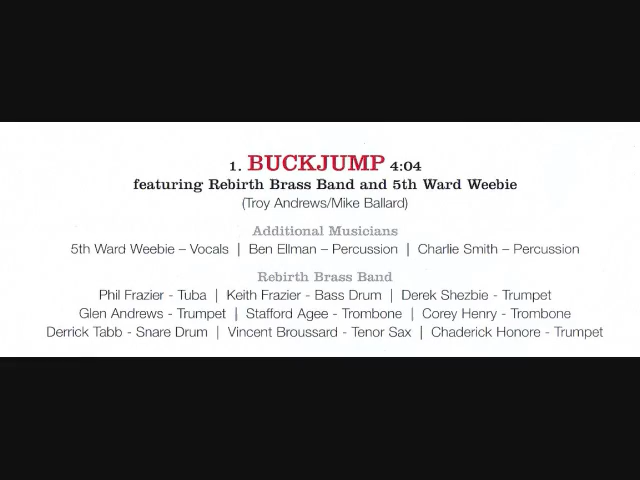 1. BUCKJUMP 4:04
featuring Rebirth Brass Band and 5th Ward Weebie
(Troy Andrews/Mike Ballard)
Additional Musicians
5th Ward Weebie – Vocals | Ben Ellman – Percussion | Charlie Smith – Percussion
Rebirth Brass Band
Phil Frazier - Tuba | Keith Frazier - Bass Drum | Derek Shezbie - Trumpet
Glen Andrews - Trumpet | Stafford Agee - Trombone | Corey Henry - Trombone
Derrick Tabb - Snare Drum | Vincent Broussard - Tenor Sax | Chaderick Honore - Trumpet